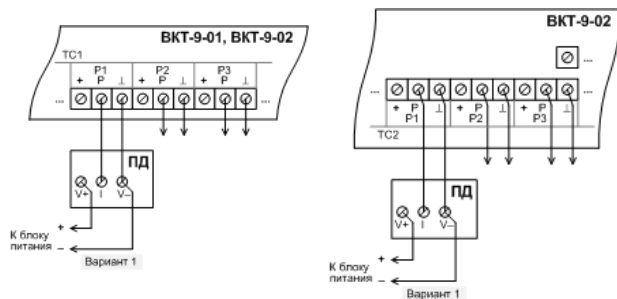 ВКТ-9-01, ВКТ-9-02
ТС1
P1 P2 P3
+ P ⊥ + P ⊥ + P ⊥
... ...
ПД
V+ I V–
+
К блоку
питания
–
Вариант 1
ВКТ-9-02
...
... ...
+ P ⊥ + P ⊥ + P ⊥
P1 P2 P3
ТС2
ПД
V+ I V–
+
К блоку
питания
–
Вариант 1